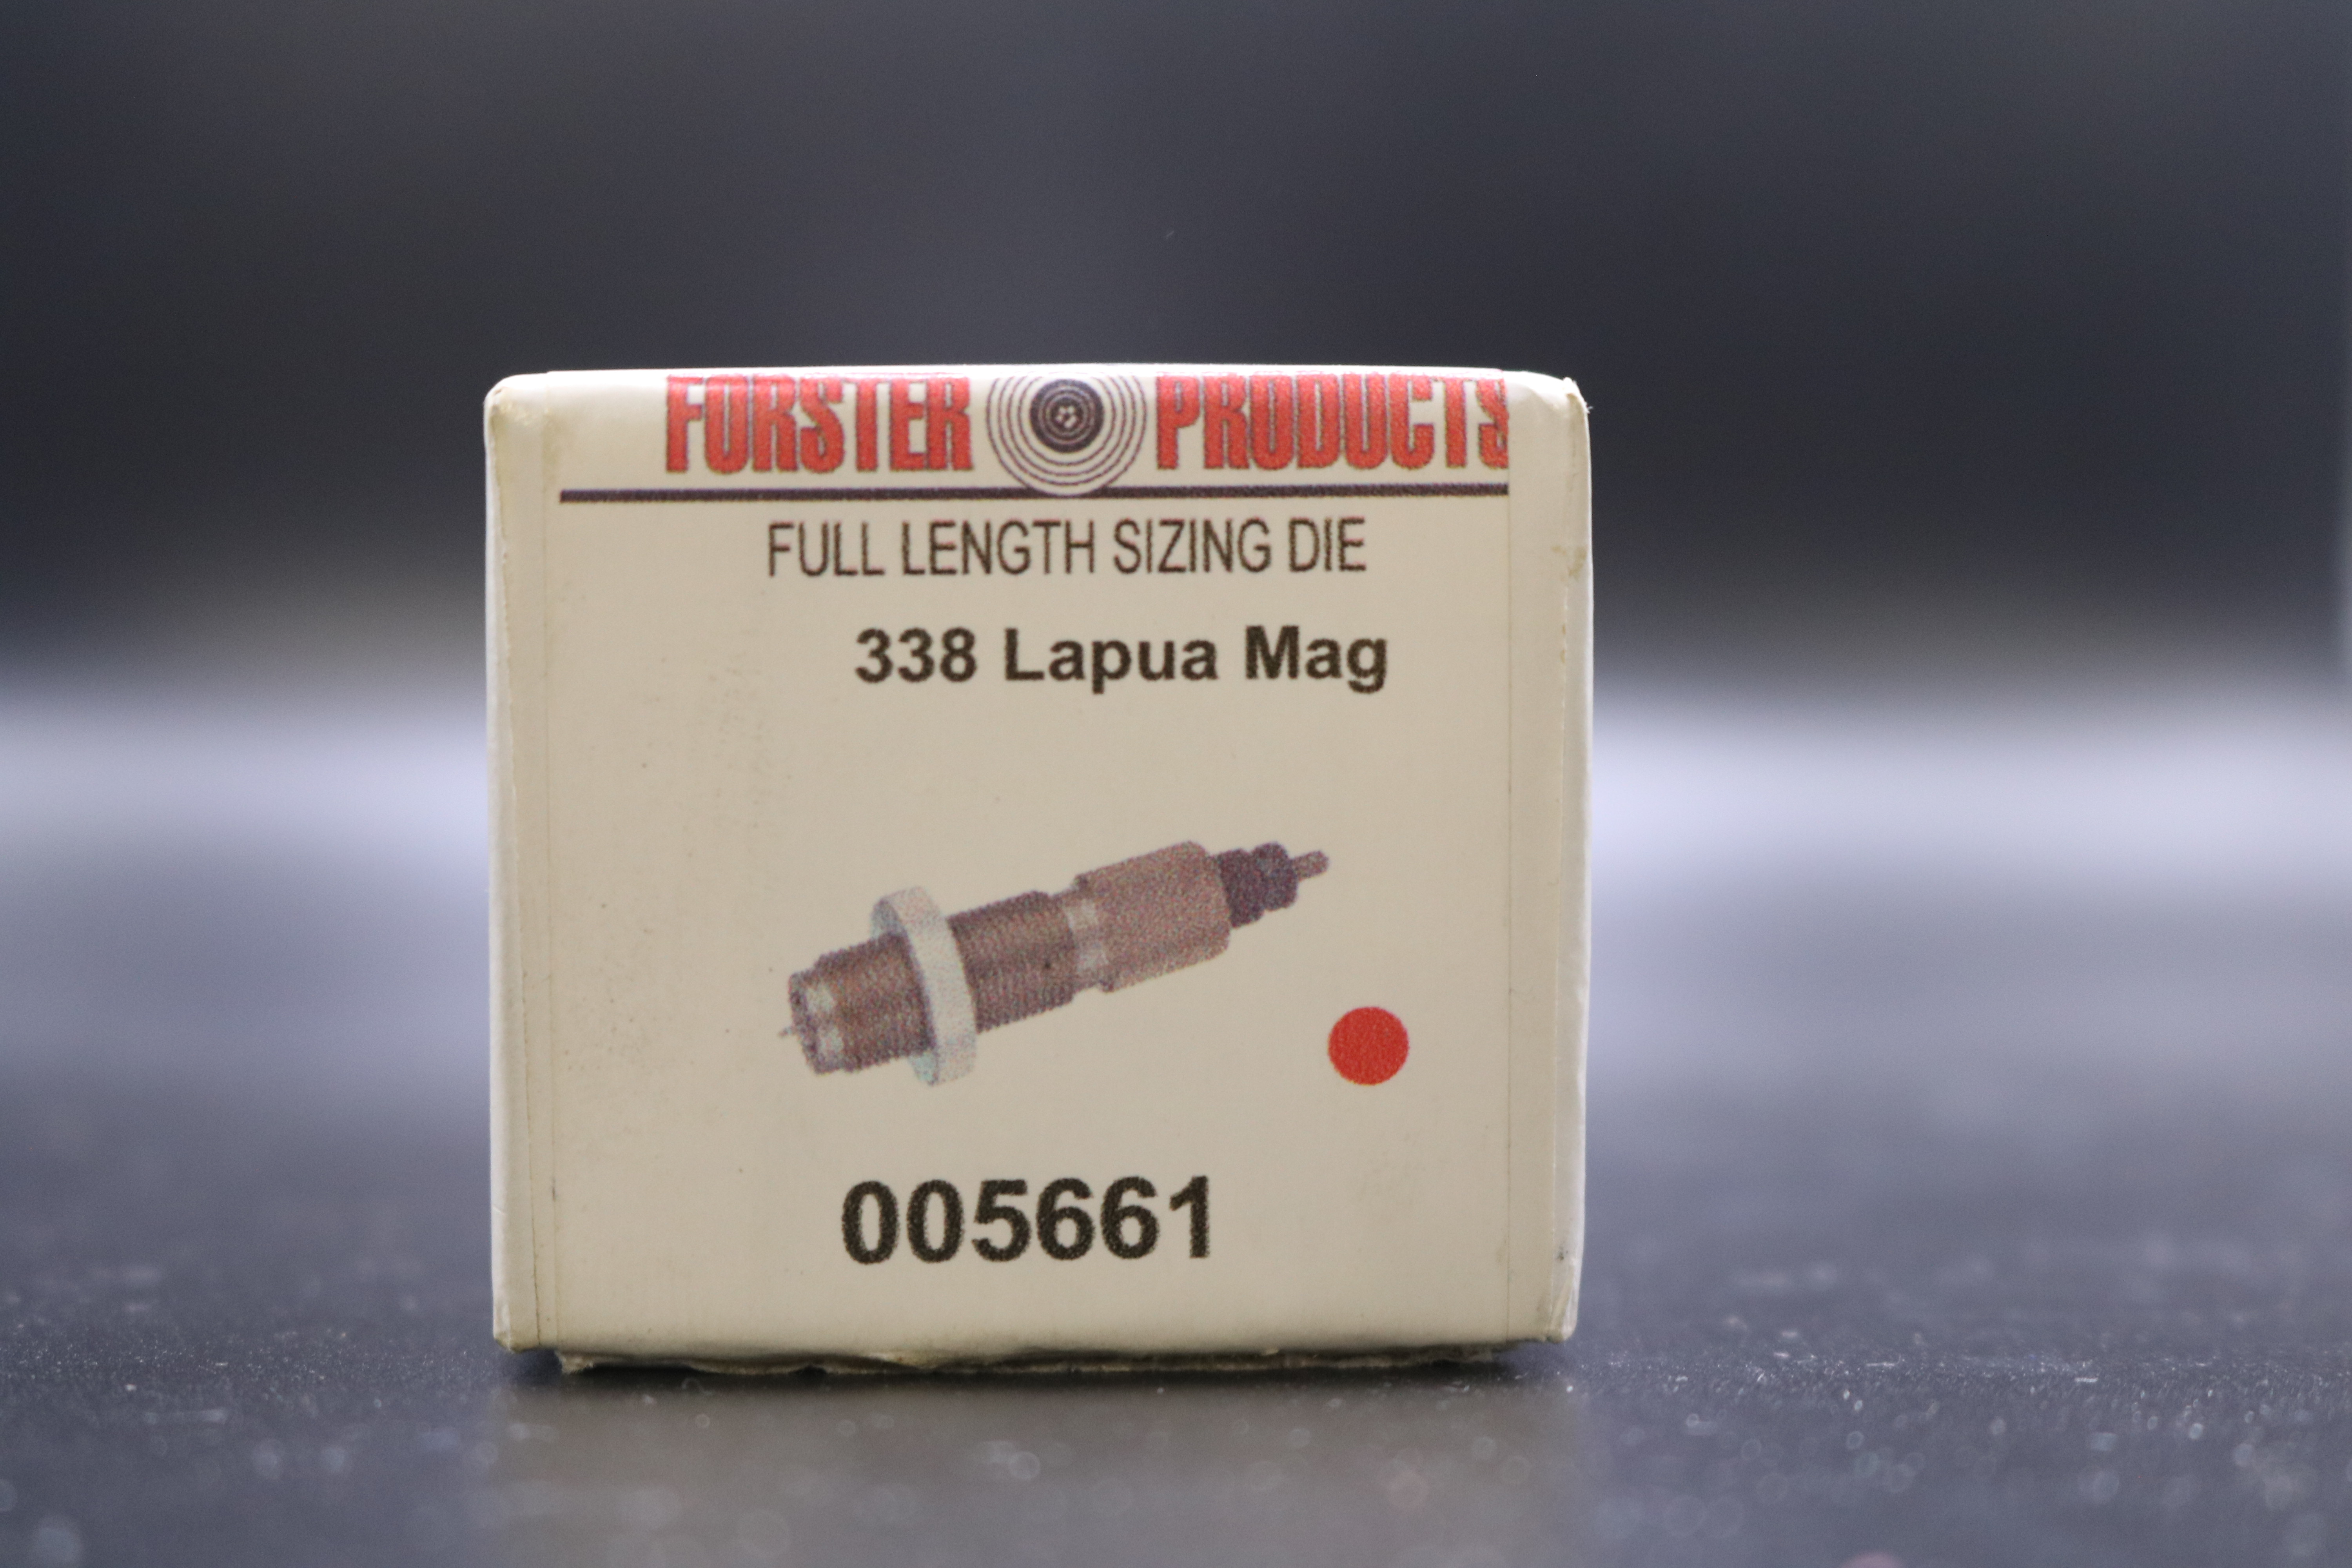 FORSTER PRODUCTS
FULL LENGTH SIZING DIE
338 Lapua Mag
005661